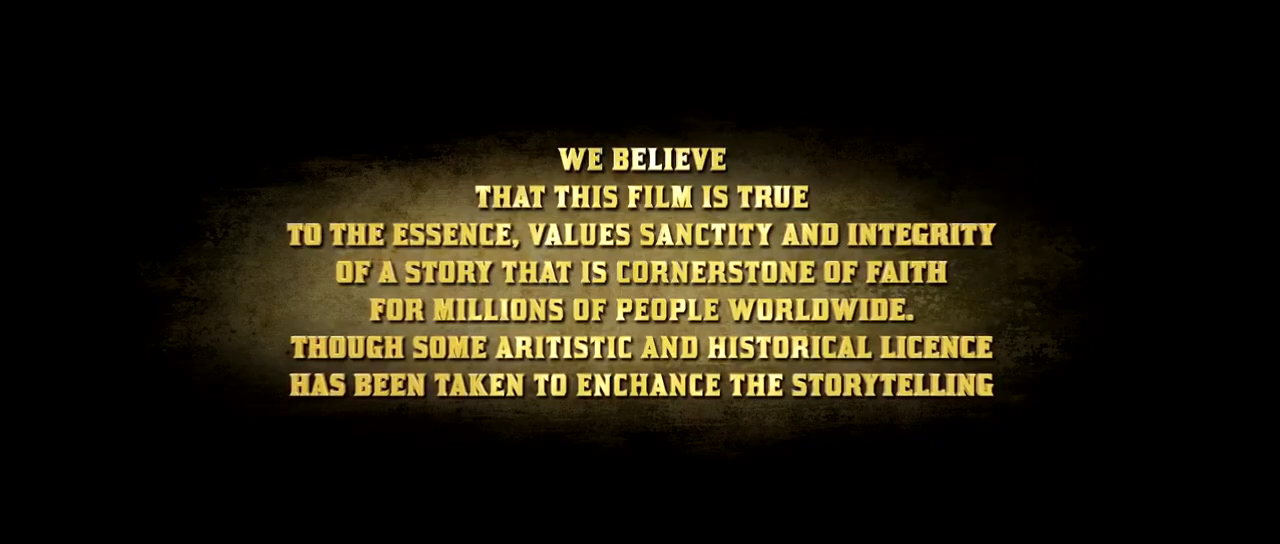 WE BELIEVE
THAT THIS FILM IS TRUE
TO THE ESSENCE, VALUES SANCTITY AND INTEGRITY
OF A STORY THAT IS CORNERSTONE OF FAITH
FOR MILLIONS OF PEOPLE WORLDWIDE.
THOUGH SOME ARITISTIC AND HISTORICAL LICENCE
HAS BEEN TAKEN TO ENCHANCE THE STORYTELLING